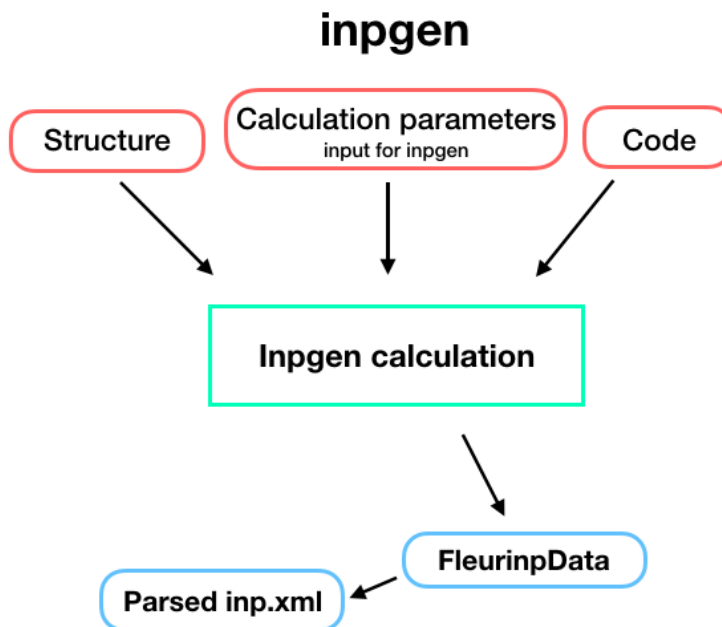 inpgen
Structure
Calculation parameters
input for inpgen
Code
Inpgen calculation
FleurinpData
Parsed inp.xml